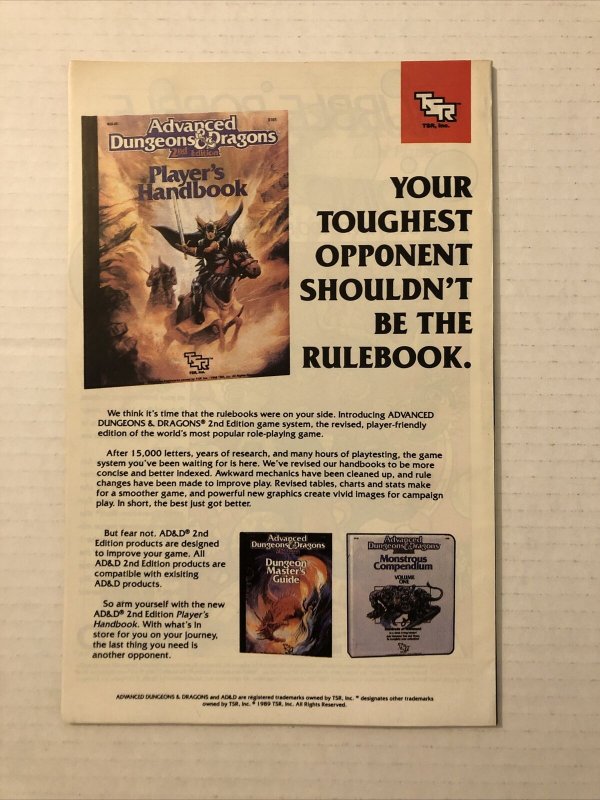 TSR
TSR, Inc.
Advanced
Dungeons & Dragons
2nd Edition
Player's
Handbook
TSR
TSR, Inc.
YOUR
TOUGHEST
OPPONENT
SHOULDN'T
BE THE
RULEBOOK.
We think it's time that the rulebooks were on your side. Introducing ADVANCED
DUNGEONS & DRAGONS® 2nd Edition game system, the revised, player-friendly
edition of the world's most popular role-playing game.
After 15,000 letters, years of research, and many hours of playtesting, the game
system you've been waiting for is here. We've revised our handbooks to be more
concise and better indexed. Awkward mechanics have been cleaned up, and rule
changes have been made to improve play. Revised tables, charts and stats make
for a smoother game, and powerful new graphics create vivid images for campaign
play. In short, the best just got better.
But fear not. AD&D® 2nd
Edition products are designed
to improve your game. All
AD&D 2nd Edition products are
compatible with exisiting
AD&D products.
So arm yourself with the new
AD&D® 2nd Edition Player's
Handbook. With what's in
store for you on your journey,
the last thing you need is
another opponent.
Advanced
Dungeons & Dragons
Dungeon
Master's
Guide
Advanced
Dungeons & Dragons
Monstrous
Compendium
VOLUME
ONE
ADVANCED DUNGEONS & DRAGONS and AD&D are registered trademarks owned by TSR, Inc. ™ designates other trademarks
owned by TSR, Inc. © 1989 TSR, Inc. All Rights Reserved.